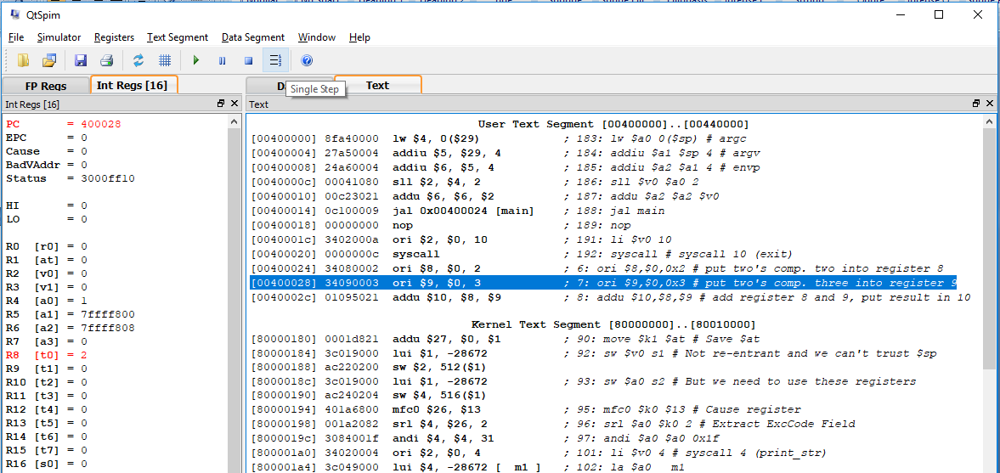 QtSpim
File Simulator Registers Text Segment Data Segment Window Help
FP Regs Int Regs [16] D Text
Single Step
Int Regs [16] Text
PC = 400028
EPC = 0
Cause = 0
BadVAddr = 0
Status = 3000ff10
HI = 0
LO = 0
R0 [r0] = 0
R1 [at] = 0
R2 [v0] = 0
R3 [v1] = 0
R4 [a0] = 1
R5 [a1] = 7ffff800
R6 [a2] = 7ffff808
R7 [a3] = 0
R8 [t0] = 2
R9 [t1] = 0
R10 [t2] = 0
R11 [t3] = 0
R12 [t4] = 0
R13 [t5] = 0
R14 [t6] = 0
R15 [t7] = 0
R16 [s0] = 0
User Text Segment [00400000]..[00440000]
[00400000] 8fa40000 lw $4, 0($29) ; 183: lw $a0 0($sp) # argc
[00400004] 27a50004 addiu $5, $29, 4 ; 184: addiu $a1 $sp 4 # argv
[00400008] 24a60004 addiu $6, $5, 4 ; 185: addiu $a2 $a1 4 # envp
[0040000c] 00041080 sll $2, $4, 2 ; 186: sll $v0 $a0 2
[00400010] 00c23021 addu $6, $6, $2 ; 187: addu $a2 $a2 $v0
[00400014] 0c100009 jal 0x00400024 [main] ; 188: jal main
[00400018] 00000000 nop ; 189: nop
[0040001c] 3402000a ori $2, $0, 10 ; 191: li $v0 10
[00400020] 0000000c syscall ; 192: syscall # syscall 10 (exit)
[00400024] 34080002 ori $8, $0, 2 ; 6: ori $8,$0,0x2 # put two's comp. two into register 8
[00400028] 34090003 ori $9, $0, 3 ; 7: ori $9,$0,0x3 # put two's comp. three into register 9
[0040002c] 01095021 addu $10, $8, $9 ; 8: addu $10,$8,$9 # add register 8 and 9, put result in 10
Kernel Text Segment [80000000]..[80010000]
[80000180] 0001d821 addu $27, $0, $1 ; 90: move $k1 $at # Save $at
[80000184] 3c019000 lui $1, -28672 ; 92: sw $v0 s1 # Not re-entrant and we can't trust $sp
[80000188] ac220200 sw $2, 512($1)
[8000018c] 3c019000 lui $1, -28672 ; 93: sw $a0 s2 # But we need to use these registers
[80000190] ac240204 sw $4, 516($1)
[80000194] 401a6800 mfc0 $26, $13 ; 95: mfc0 $k0 $13 # Cause register
[80000198] 001a2082 srl $4, $26, 2 ; 96: srl $a0 $k0 2 # Extract ExcCode Field
[8000019c] 3084001f andi $4, $4, 31 ; 97: andi $a0 $a0 0x1f
[800001a0] 34020004 ori $2, $0, 4 ; 101: li $v0 4 # syscall 4 (print_str)
[800001a4] 3c049000 lui $4, -28672 [__m1_] ; 102: la $a0 __m1_